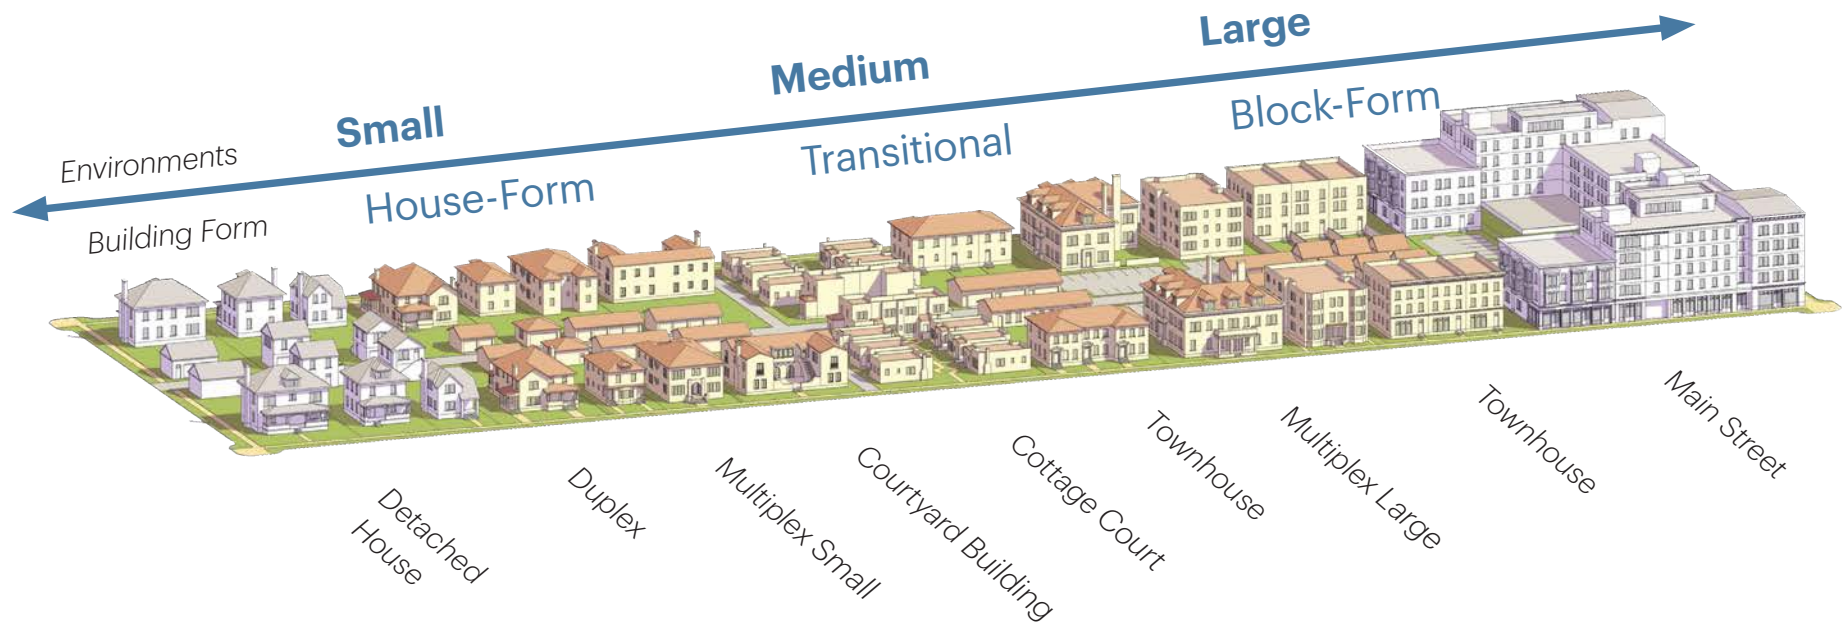 Large
Medium
Small
Environments
Block-Form
Transitional
House-Form
Building Form
Detached
House
Duplex
Multiplex Small
Courtyard Building
Cottage Court
Townhouse
Multiplex Large
Townhouse
Main Street